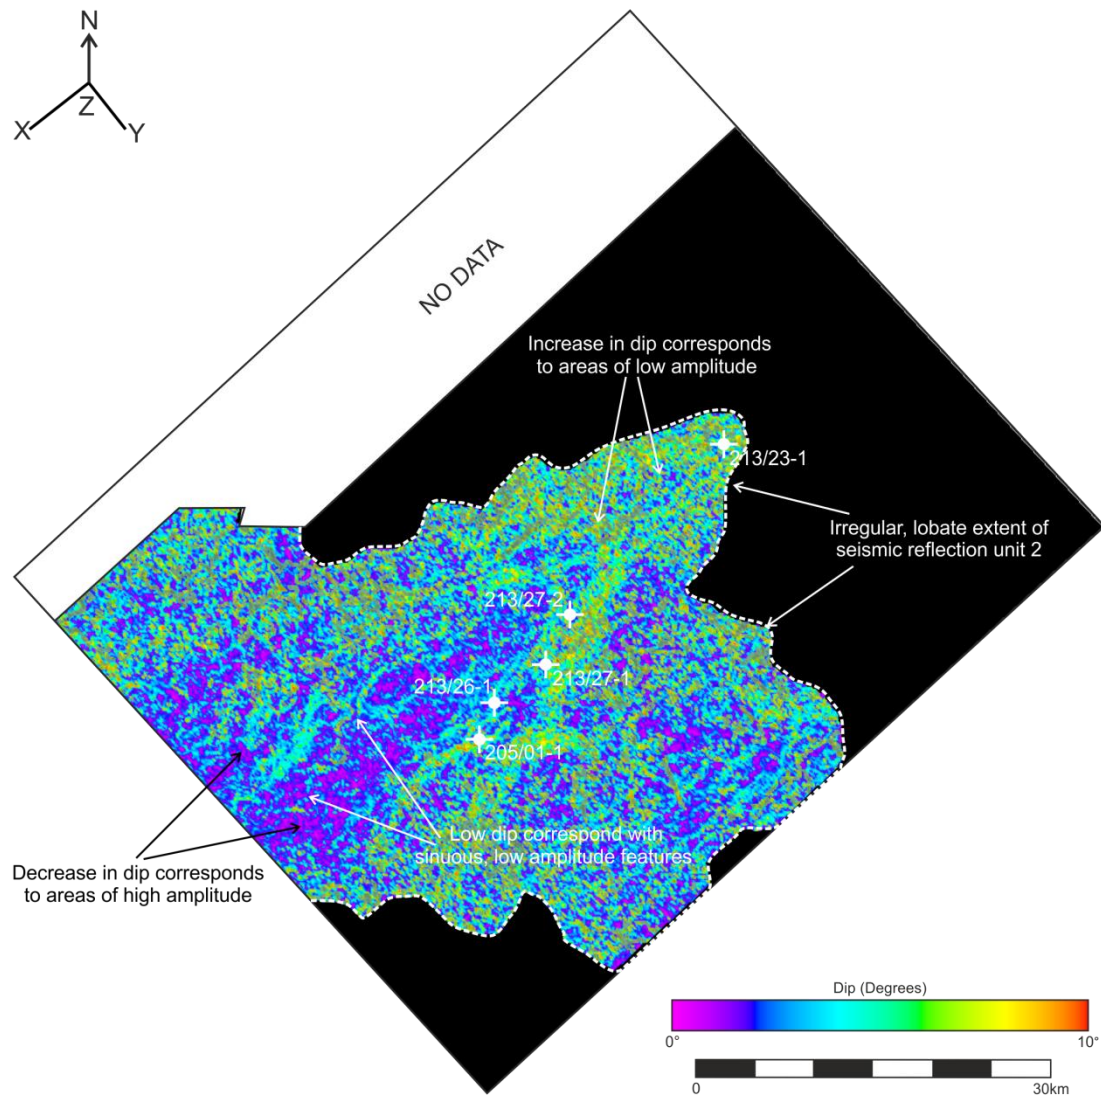 N
Z
X
Y
NO DATA
Increase in dip corresponds
to areas of low amplitude
213/23-1
Irregular, lobate extent of
seismic reflection unit 2
213/27-2
213/27-1
213/26-1
205/01-1
Low dip correspond with
sinuous, low amplitude features
Decrease in dip corresponds
to areas of high amplitude
Dip (Degrees)
0°
10°
0
30km